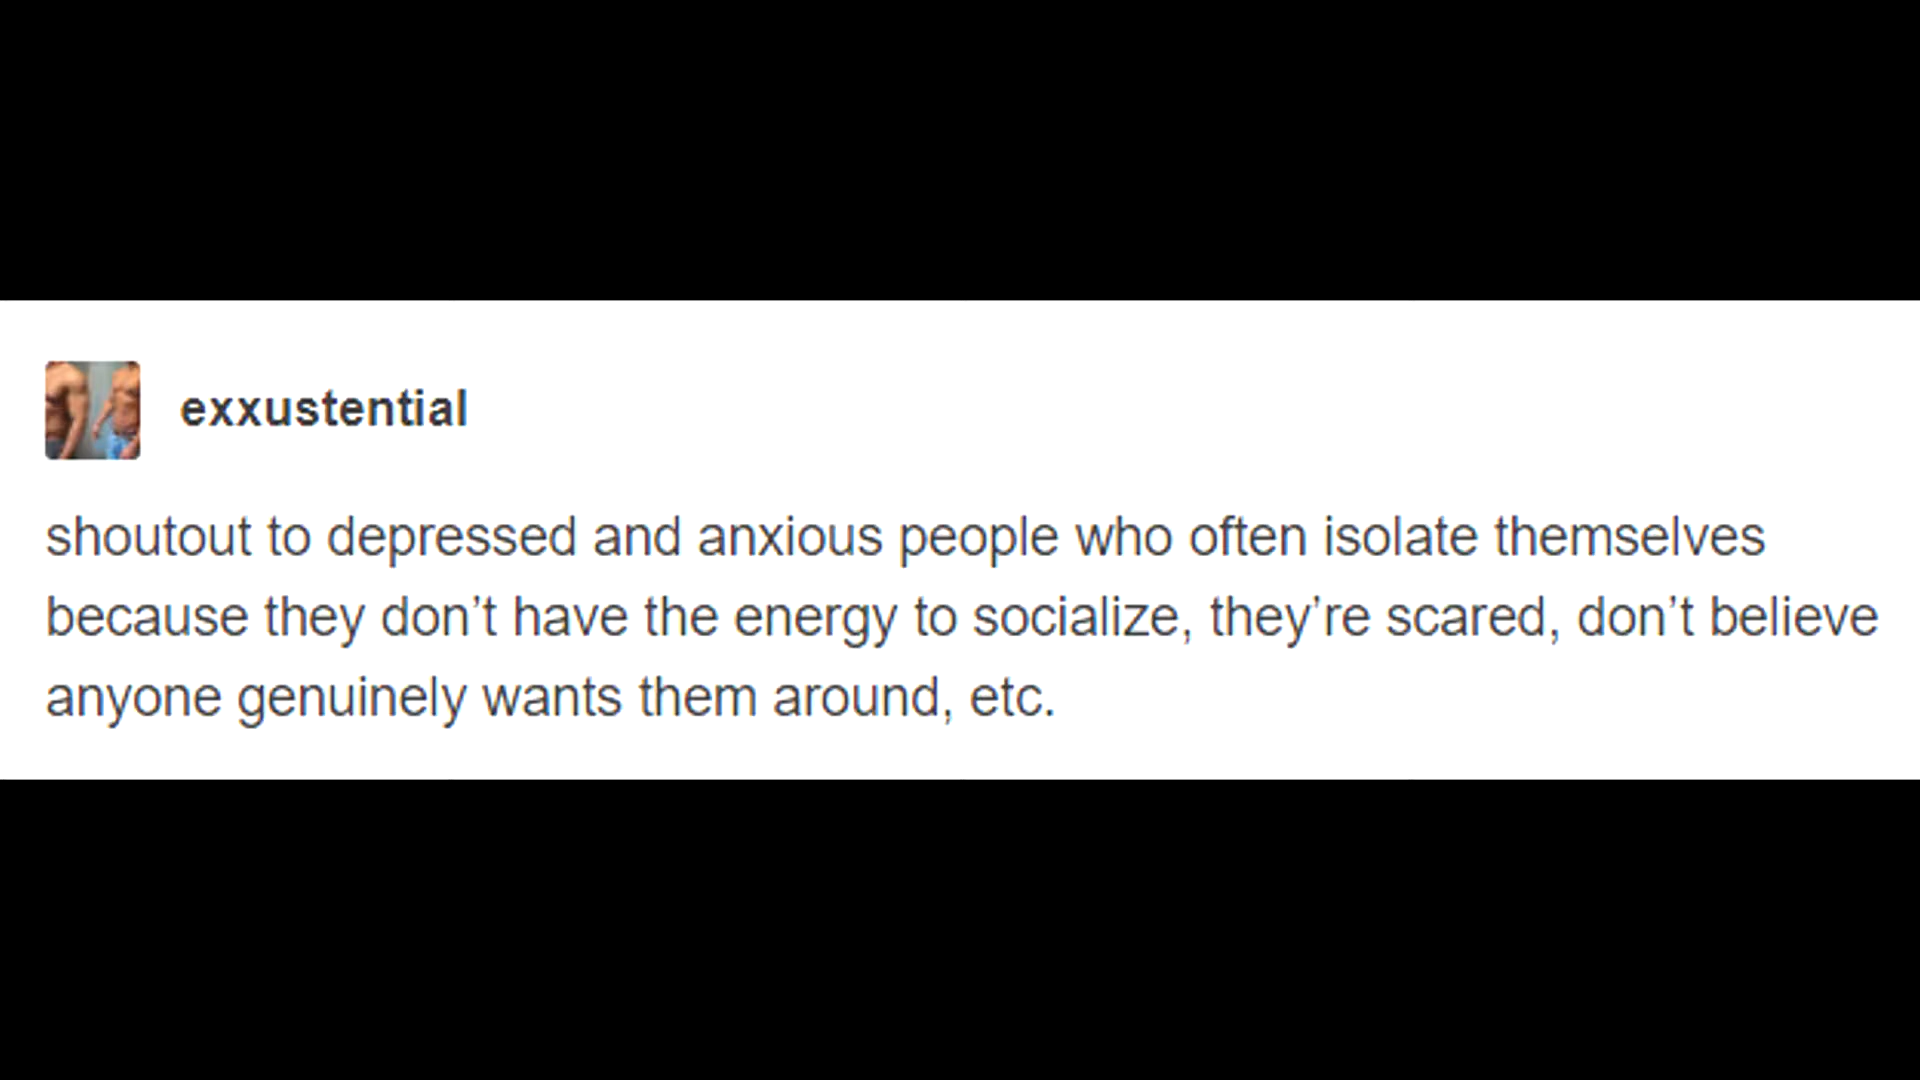 exxustential
shoutout to depressed and anxious people who often isolate themselves
because they don’t have the energy to socialize, they’re scared, don’t believe
anyone genuinely wants them around, etc.